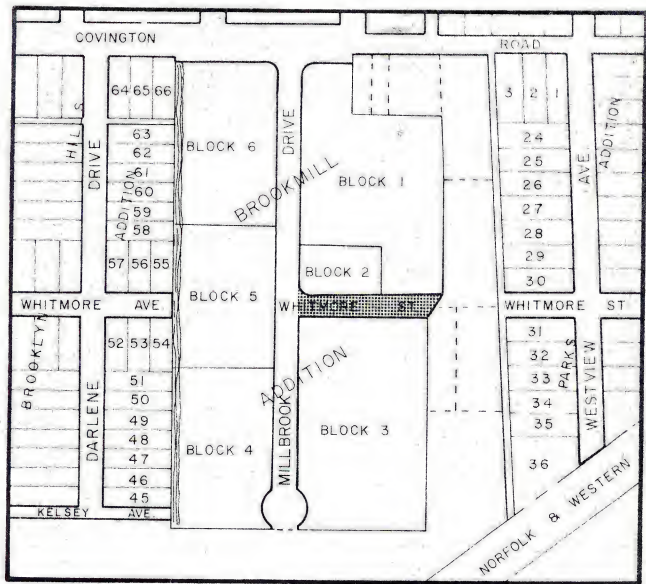 COVINGTON ROAD
HILLS
DRIVE
64 65 66
63
62
61
60
59
58
57 56 55
ADDITION
BLOCK 6
BROOKMILL
DRIVE
BLOCK 1
BLOCK 2
3 2 1
24
25
26
27
28
29
30
AVE.
ADDITION
WHITMORE AVE.
BLOCK 5
WHITMORE ST
WHITMORE ST
BROOKLYN
DARLENE
52 53 54
51
50
49
48
47
46
45
KELSEY AVE.
ADDITION
BLOCK 4
MILLBROOK
BLOCK 3
31
32
33
34
35
36
PARKS
WESTVIEW
NORFOLK & WESTERN